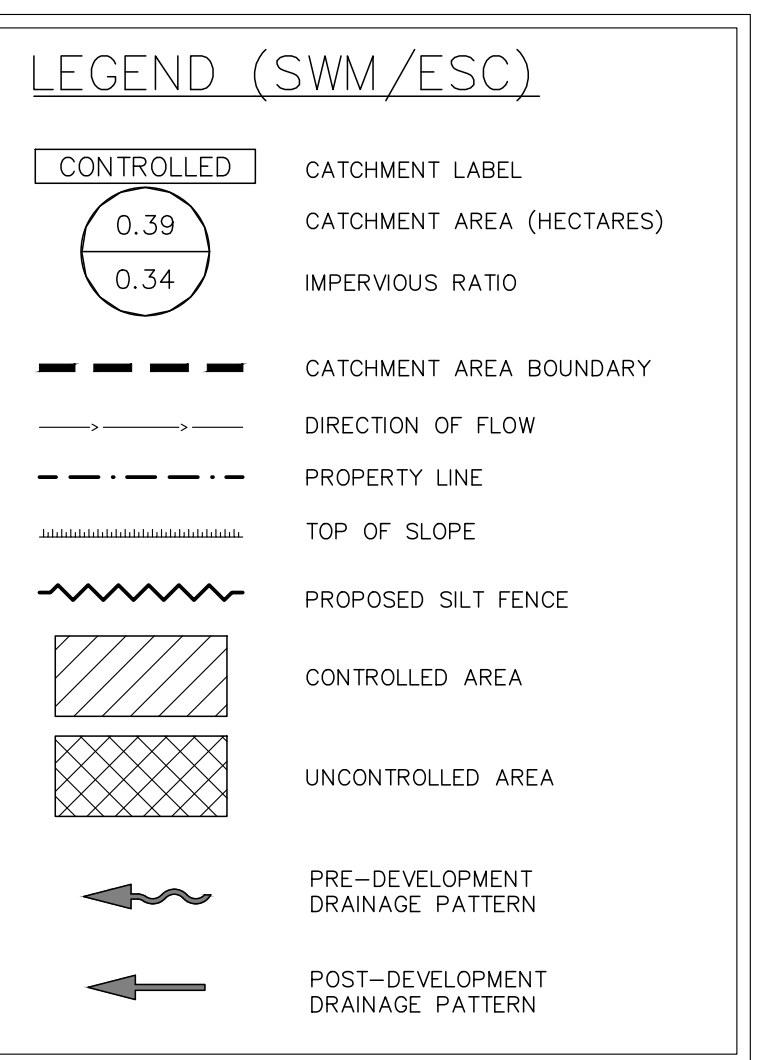 LEGEND (SWM/ESC)
CONTROLLED
CATCHMENT LABEL
0.39
CATCHMENT AREA (HECTARES)
0.34
IMPERVIOUS RATIO
CATCHMENT AREA BOUNDARY
DIRECTION OF FLOW
PROPERTY LINE
TOP OF SLOPE
PROPOSED SILT FENCE
CONTROLLED AREA
UNCONTROLLED AREA
PRE-DEVELOPMENT
DRAINAGE PATTERN
POST-DEVELOPMENT
DRAINAGE PATTERN